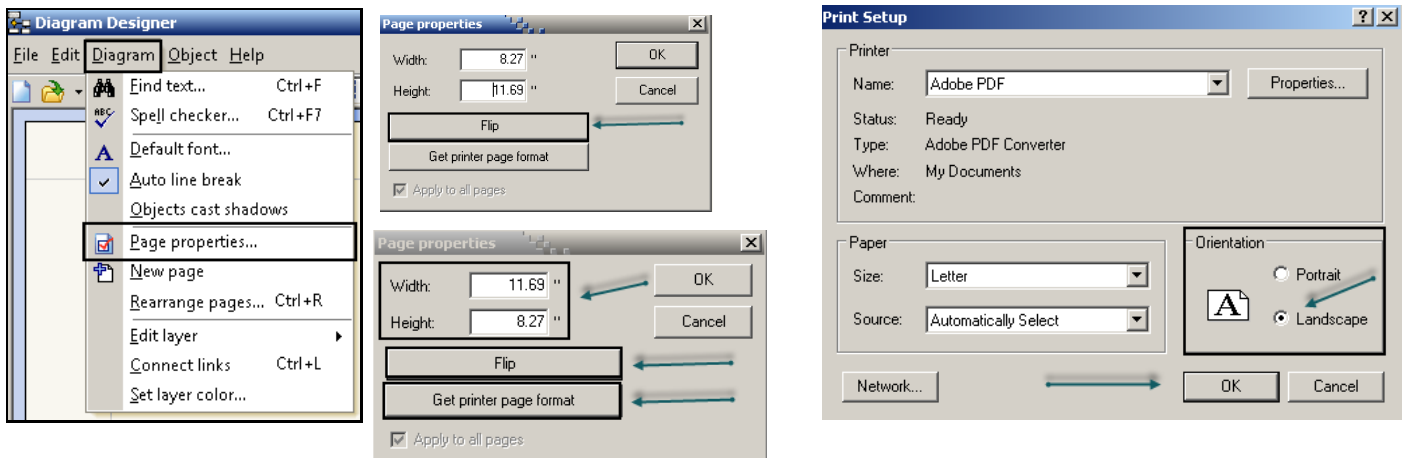 Diagram Designer
File Edit Diagram Object Help
Find text... Ctrl+F
ABC Spell checker... Ctrl+F7
A Default font...
Auto line break
Objects cast shadows
Page properties...
New page
Rearrange pages... Ctrl+R
Edit layer
Connect links Ctrl+L
Set layer color...
Page properties
Width: 8.27 " OK
Height: 11.69 " Cancel
Flip
Get printer page format
Apply to all pages
Page properties
Width: 11.69 " OK
Height: 8.27 " Cancel
Flip
Get printer page format
Apply to all pages
Print Setup
Printer
Name: Adobe PDF Properties...
Status: Ready
Type: Adobe PDF Converter
Where: My Documents
Comment:
Paper
Size: Letter
Source: Automatically Select
Orientation
Portrait
A
Landscape
Network... OK Cancel